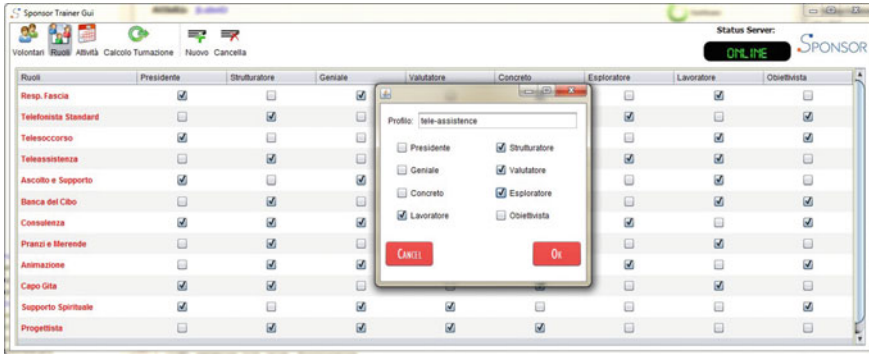 Sponsor Trainer Gui
Status Server:
ONLINE
SPONSOR
Volontari Ruoli Attività Calcolo Turnazione Nuovo Cancella
Ruoli Presidente Strutturatore Geniale Valutatore Concreto Esploratore Lavoratore Obiettivista
Resp. Fascia
Telefonista Standard
Telesoccorso
Teleassistenza
Ascolto e Supporto
Banca del Cibo
Consulenza
Pranzi e Merende
Animazione
Capo Gita
Supporto Spirituale
Progettista
Profilo: tele-assistence
Presidente Strutturatore
Geniale Valutatore
Concreto Esploratore
Lavoratore Obiettivista
CANCEL OK